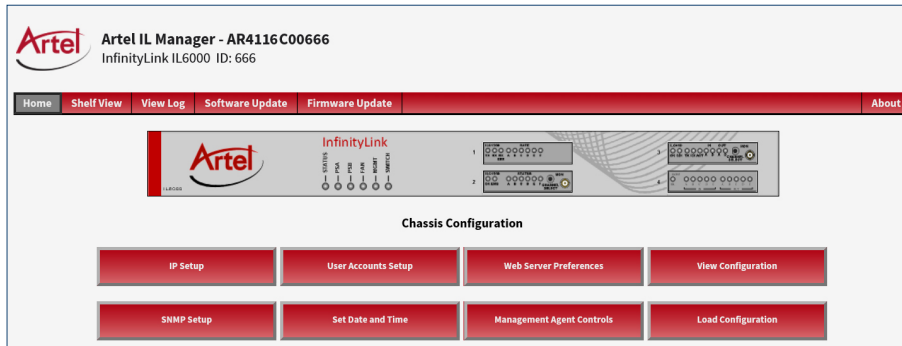 Artel
Artel IL Manager - AR4116C00666
InfinityLink IL6000 ID: 666
Home Shelf View View Log Software Update Firmware Update About
Artel
InfinityLink
STATUS PSA PSB FAN MGMT SWITCH
IL6000
1
2
3
4
Chassis Configuration
IP Setup User Accounts Setup Web Server Preferences View Configuration
SNMP Setup Set Date and Time Management Agent Controls Load Configuration